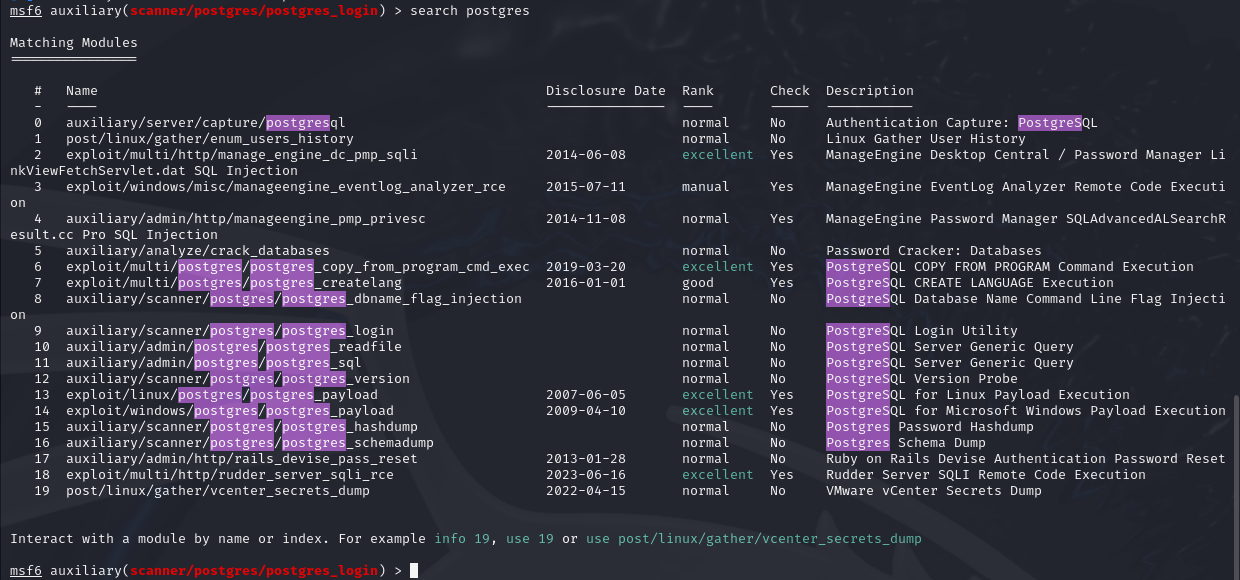 msf6 auxiliary(scanner/postgres/postgres_login) > search postgres
Matching Modules
================
   #   Name                                                        Disclosure Date  Rank       Check  Description
   -   ----                                                        ---------------  ----       -----  -----------
   0   auxiliary/server/capture/postgresql                                          normal     No     Authentication Capture: PostgreSQL
   1   post/linux/gather/enum_users_history                                         normal     No     Linux Gather User History
   2   exploit/multi/http/manage_engine_dc_pmp_sqli                2014-06-08       excellent  Yes    ManageEngine Desktop Central / Password Manager Li
nkViewFetchServlet.dat SQL Injection
   3   exploit/windows/misc/manageengine_eventlog_analyzer_rce     2015-07-11       manual     Yes    ManageEngine EventLog Analyzer Remote Code Executi
on
   4   auxiliary/admin/http/manageengine_pmp_privesc               2014-11-08       normal     Yes    ManageEngine Password Manager SQLAdvancedALSearchR
esult.cc Pro SQL Injection
   5   auxiliary/analyze/crack_databases                                            normal     No     Password Cracker: Databases
   6   exploit/multi/postgres/postgres_copy_from_program_cmd_exec  2019-03-20       excellent  Yes    PostgreSQL COPY FROM PROGRAM Command Execution
   7   exploit/multi/postgres/postgres_createlang                  2016-01-01       good       Yes    PostgreSQL CREATE LANGUAGE Execution
   8   auxiliary/scanner/postgres/postgres_dbname_flag_injection                    normal     No     PostgreSQL Database Name Command Line Flag Injecti
on
   9   auxiliary/scanner/postgres/postgres_login                                    normal     No     PostgreSQL Login Utility
   10  auxiliary/admin/postgres/postgres_readfile                                   normal     No     PostgreSQL Server Generic Query
   11  auxiliary/admin/postgres/postgres_sql                                        normal     No     PostgreSQL Server Generic Query
   12  auxiliary/scanner/postgres/postgres_version                                  normal     No     PostgreSQL Version Probe
   13  exploit/linux/postgres/postgres_payload                     2007-06-05       excellent  Yes    PostgreSQL for Linux Payload Execution
   14  exploit/windows/postgres/postgres_payload                   2009-04-10       excellent  Yes    PostgreSQL for Microsoft Windows Payload Execution
   15  auxiliary/scanner/postgres/postgres_hashdump                                 normal     No     Postgres Password Hashdump
   16  auxiliary/scanner/postgres/postgres_schemadump                               normal     No     Postgres Schema Dump
   17  auxiliary/admin/http/rails_devise_pass_reset                2013-01-28       normal     No     Ruby on Rails Devise Authentication Password Reset
   18  exploit/multi/http/rudder_server_sqli_rce                   2023-06-16       excellent  Yes    Rudder Server SQLI Remote Code Execution
   19  post/linux/gather/vcenter_secrets_dump                      2022-04-15       normal     No     VMware vCenter Secrets Dump
Interact with a module by name or index. For example info 19, use 19 or use post/linux/gather/vcenter_secrets_dump
msf6 auxiliary(scanner/postgres/postgres_login) >